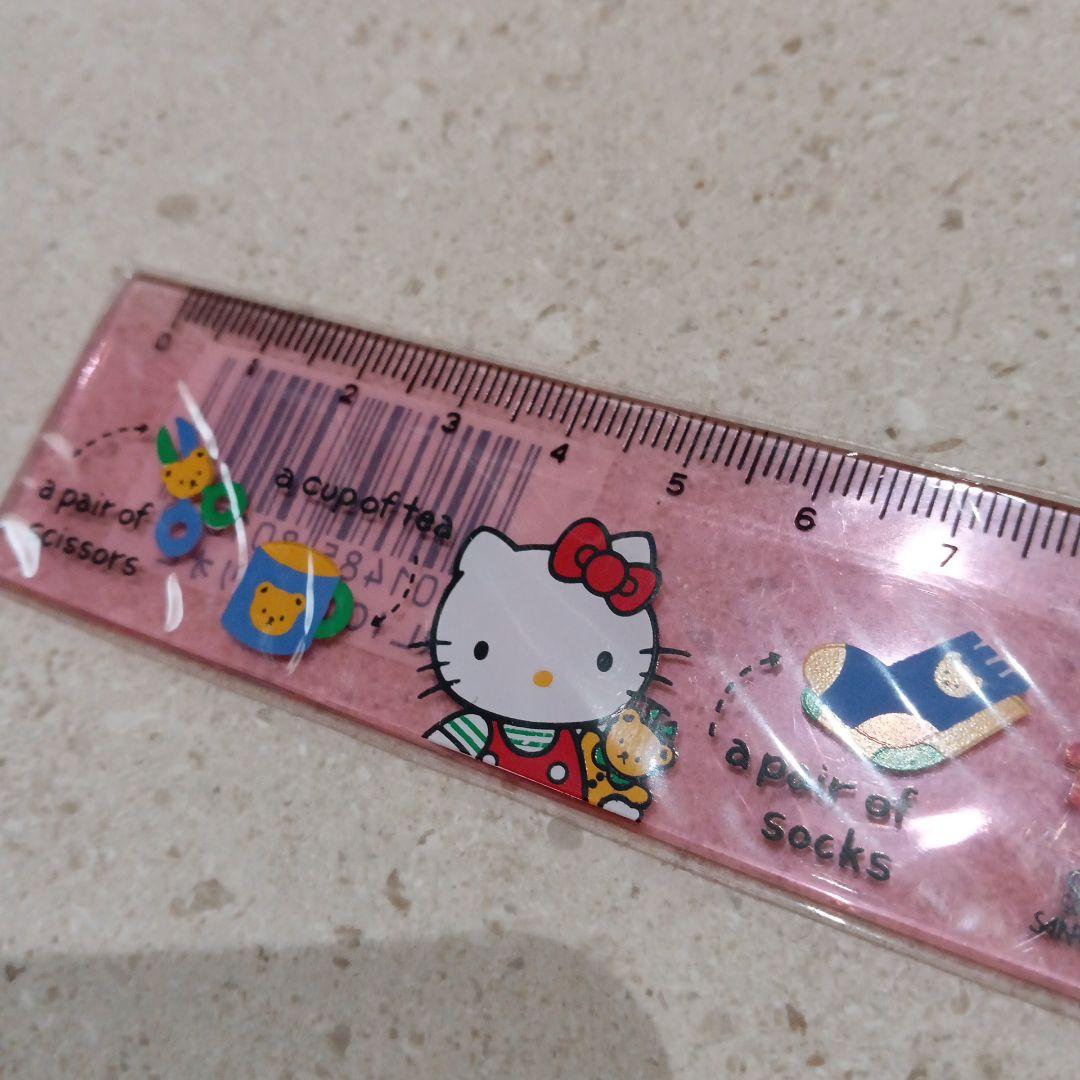 0 1 2 3 4 5 6 7
a pair of
scissors
a cup of tea
a pair of
socks